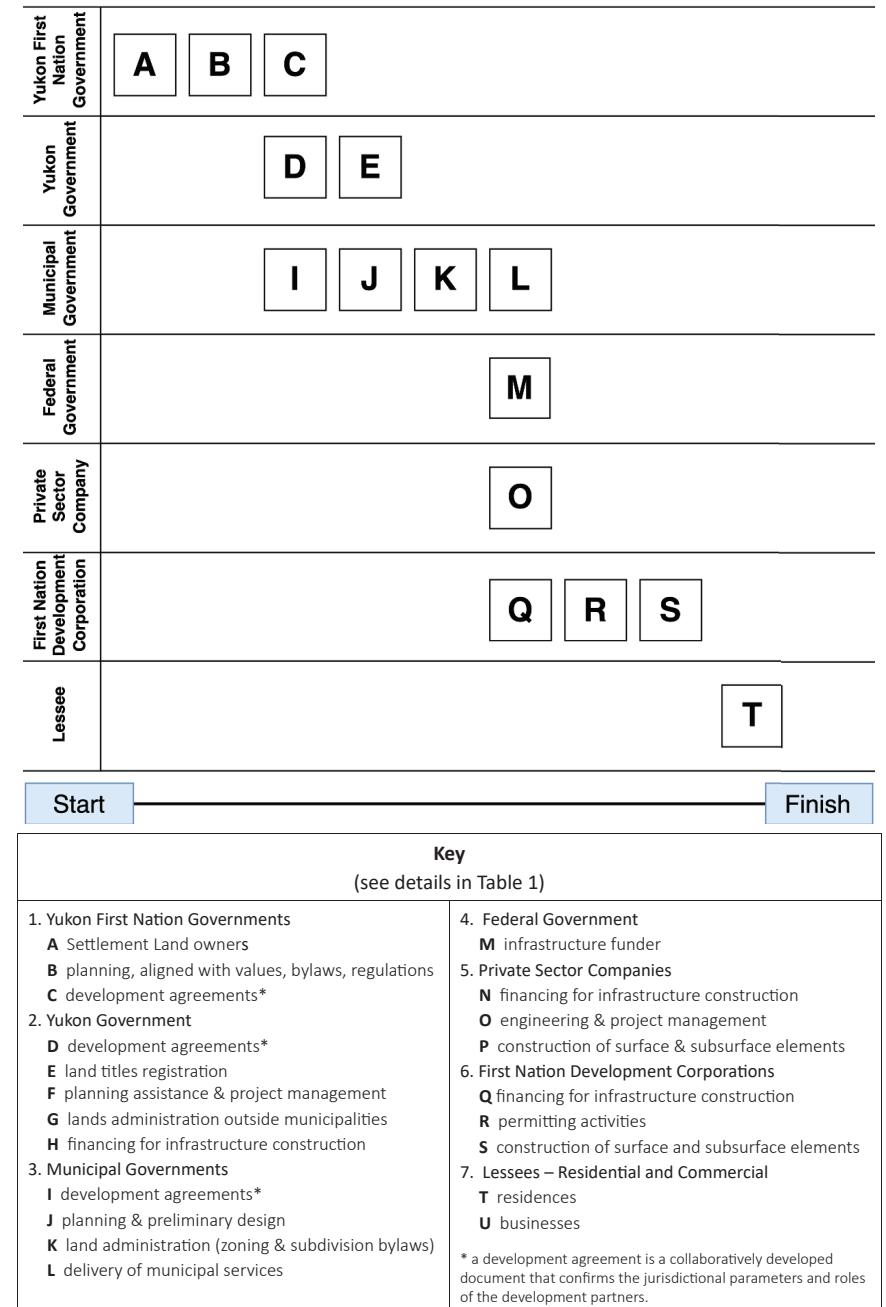 Yukon First
Nation
Government
A B C
Yukon
Government
D E
Municipal
Government
I J K L
Federal
Government
M
Private
Sector
Company
O
First Nation
Development
Corporation
Q R S
Lessee
T
Start
Finish
Key
(see details in Table 1)
1. Yukon First Nation Governments
A Settlement Land owners
B planning, aligned with values, bylaws, regulations
C development agreements*
2. Yukon Government
D development agreements*
E land titles registration
F planning assistance & project management
G lands administration outside municipalities
H financing for infrastructure construction
3. Municipal Governments
I development agreements*
J planning & preliminary design
K land administration (zoning & subdivision bylaws)
L delivery of municipal services
4. Federal Government
M infrastructure funder
5. Private Sector Companies
N financing for infrastructure construction
O engineering & project management
P construction of surface & subsurface elements
6. First Nation Development Corporations
Q financing for infrastructure construction
R permitting activities
S construction of surface and subsurface elements
7. Lessees – Residential and Commercial
T residences
U businesses
* a development agreement is a collaboratively developed
document that confirms the jurisdictional parameters and roles
of the development partners.